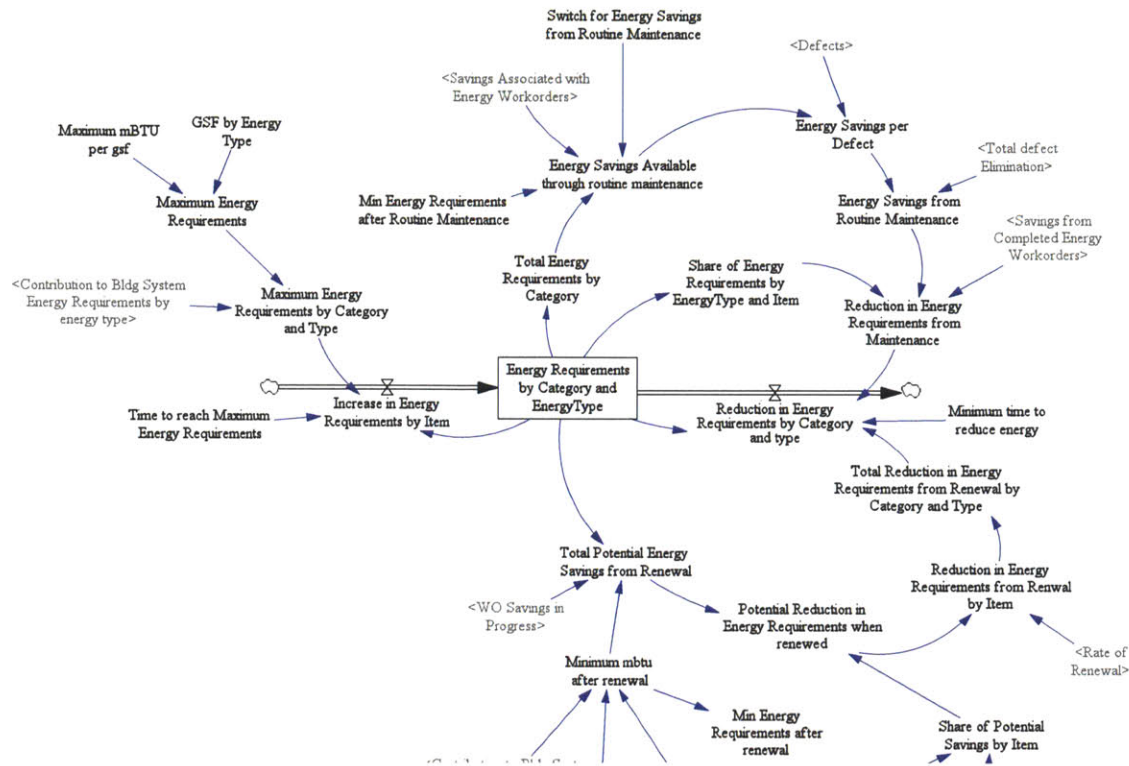 Switch for Energy Savings
from Routine Maintenance
<Defects>
<Savings Associated with
Energy Workorders>
Maximum mBTU
per gsf
GSF by Energy
Type
Energy Savings per
Defect
<Total defect
Elimination>
Energy Savings Available
through routine maintenance
Min Energy Requirements
after Routine Maintenance
Maximum Energy
Requirements
Energy Savings from
Routine Maintenance
<Savings from
Completed Energy
Workorders>
Total Energy
Requirements by
Category
Share of Energy
Requirements by
EnergyType and Item
<Contribution to Bldg System
Energy Requirements by
energy type>
Maximum Energy
Requirements by Category
and Type
Reduction in Energy
Requirements from
Maintenance
Energy Requirements
by Category and
EnergyType
Time to reach Maximum
Energy Requirements
Increase in Energy
Requirements by Item
Reduction in Energy
Requirements by Category
and type
Minimum time to
reduce energy
Total Reduction in Energy
Requirements from Renewal by
Category and Type
Total Potential Energy
Savings from Renewal
Reduction in Energy
Requirements from Renwal
by Item
<WO Savings in
Progress>
Potential Reduction in
Energy Requirements when
renewed
<Rate of
Renewal>
Minimum mbtu
after renewal
Min Energy
Requirements after
renewal
Share of Potential
Savings by Item